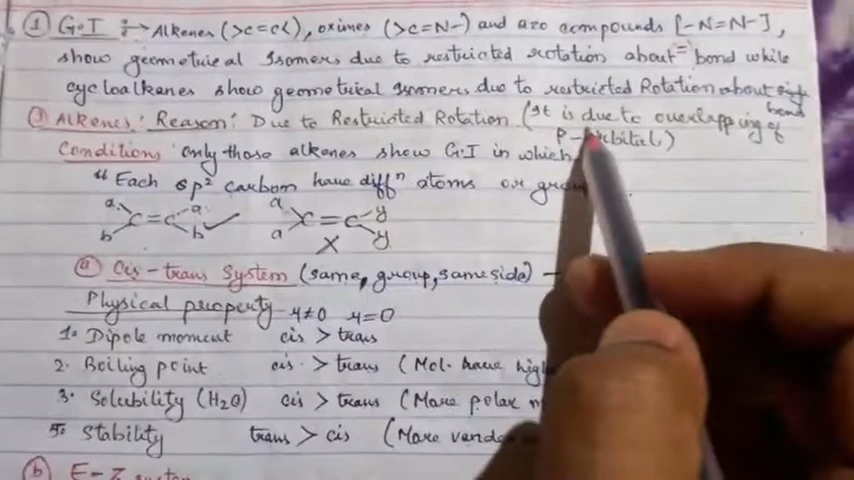 ① G.I :→ Alkenes (>C=C<), oximes (>C=N-) and azo compounds [-N=N-],
show geometrical Isomers due to restricted rotation about = bond while
cycloalkanes show geometrical Isomers due to restricted Rotation about single bond
① Alkenes: Reason: Due to Restricted Rotation (It is due to overlapping of
P-orbital.)
Conditions only those alkenes show G.I in which
"Each sp² carbon have diffⁿ atoms or
a b C=C a b ✓ a a C=C y y X
ⓐ Cis-trans System (same, group, same side)
Physical property μ≠0 μ=0
1. Dipole moment cis > trans
2. Boiling point cis > trans (Mol. have
3. Solubility (H₂O) cis > trans (More polar
5. Stability trans > cis (More
ⓑ E-Z system